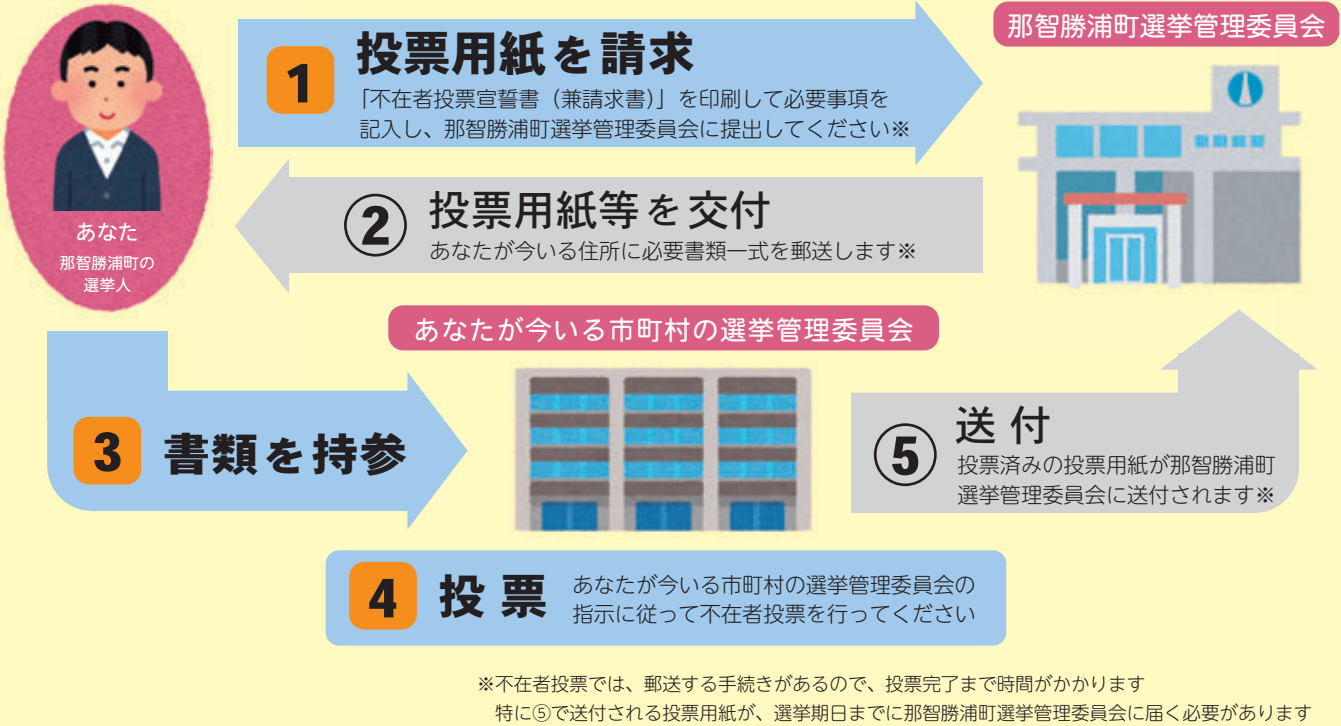 那智勝浦町選挙管理委員会
1 投票用紙を請求
「不在者投票宣誓書（兼請求書）」を印刷して必要事項を
記入し、那智勝浦町選挙管理委員会に提出してください※
あなた
那智勝浦町の
選挙人
② 投票用紙等を交付
あなたが今いる住所に必要書類一式を郵送します※
あなたが今いる市町村の選挙管理委員会
3 書類を持参
⑤ 送付
投票済みの投票用紙が那智勝浦町
選挙管理委員会に送付されます※
4 投票
あなたが今いる市町村の選挙管理委員会の
指示に従って不在者投票を行ってください
※不在者投票では、郵送する手続きがあるので、投票完了まで時間がかかります
特に⑤で送付される投票用紙が、選挙期日までに那智勝浦町選挙管理委員会に届く必要があります